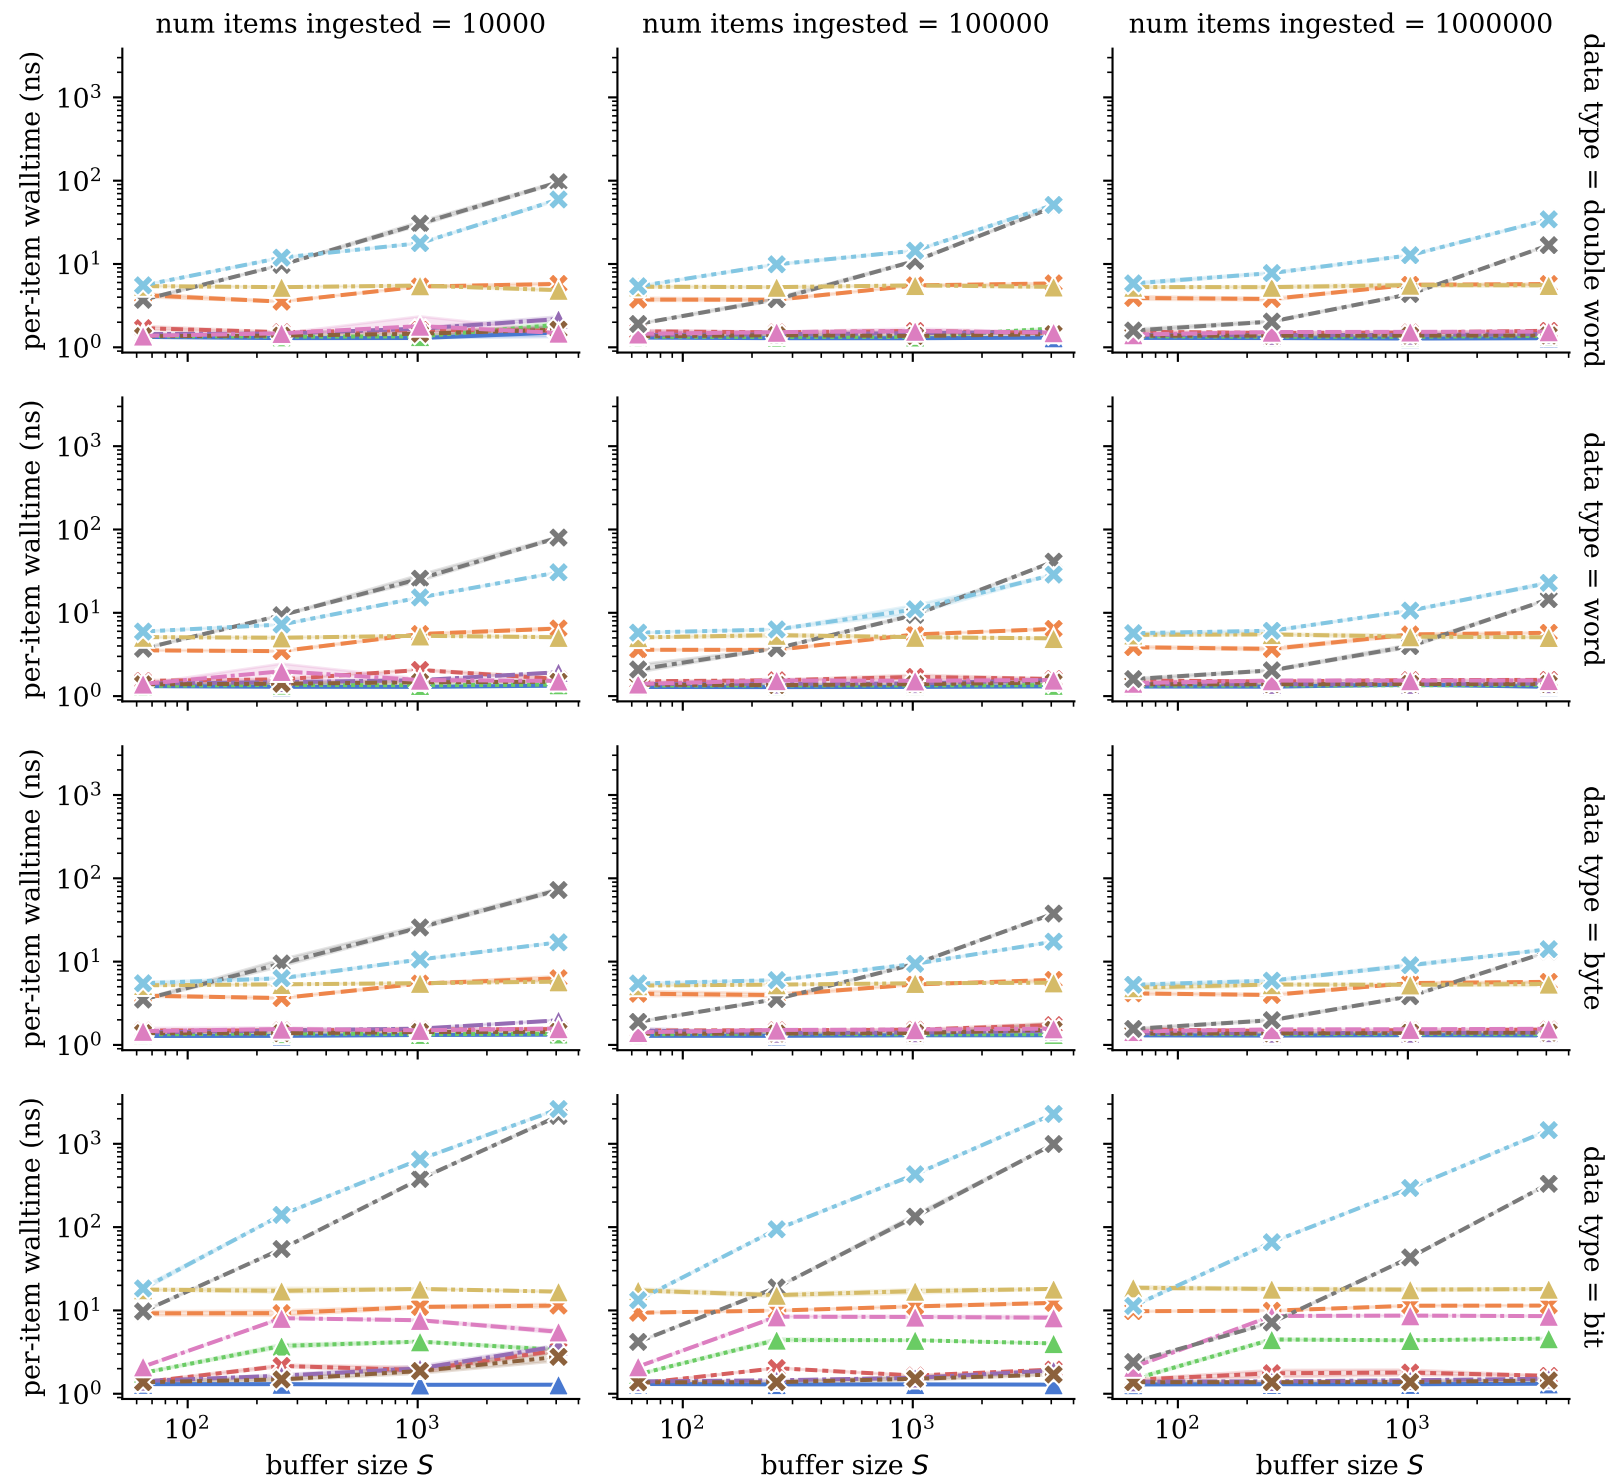 num items ingested = 10000
num items ingested = 100000
num items ingested = 1000000
per-item walltime (ns)
10³
10²
10¹
10⁰
data type = double word
per-item walltime (ns)
10³
10²
10¹
10⁰
data type = word
per-item walltime (ns)
10³
10²
10¹
10⁰
data type = byte
per-item walltime (ns)
10³
10²
10¹
10⁰
data type = bit
10² 10³
10² 10³
10² 10³
buffer size S
buffer size S
buffer size S